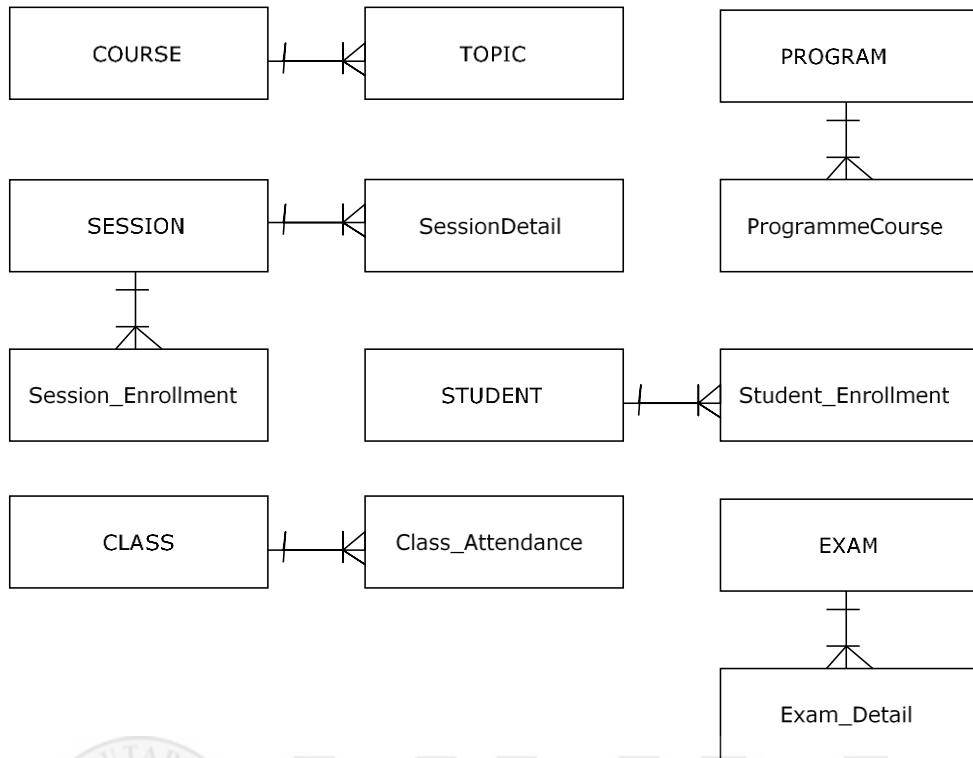 COURSE
TOPIC
PROGRAM
SESSION
SessionDetail
ProgrammeCourse
Session_Enrollment
STUDENT
Student_Enrollment
CLASS
Class_Attendance
EXAM
Exam_Detail